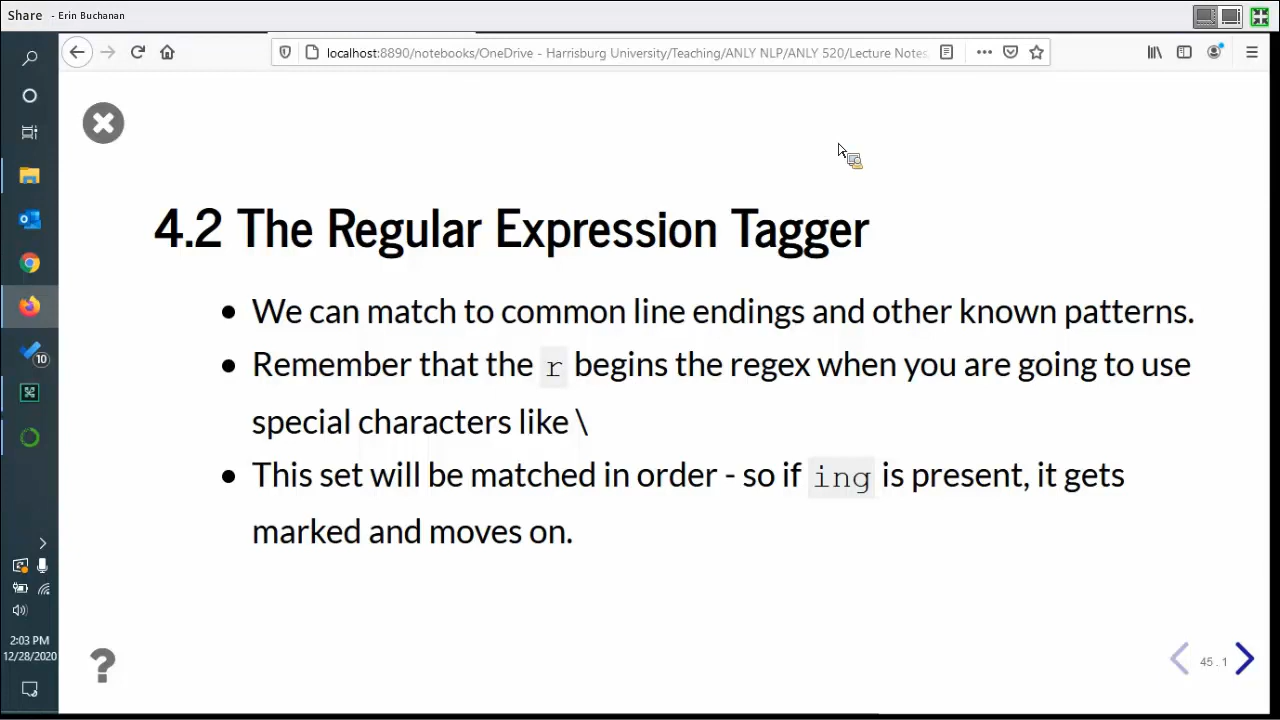 Share - Erin Buchanan
localhost:8890/notebooks/OneDrive - Harrisburg University/Teaching/ANLY NLP/ANLY 520/Lecture Notes
4.2 The Regular Expression Tagger
• We can match to common line endings and other known patterns.
• Remember that the r begins the regex when you are going to use
special characters like \
• This set will be matched in order - so if ing is present, it gets
marked and moves on.
10
2:03 PM
12/28/2020
?
45 . 1